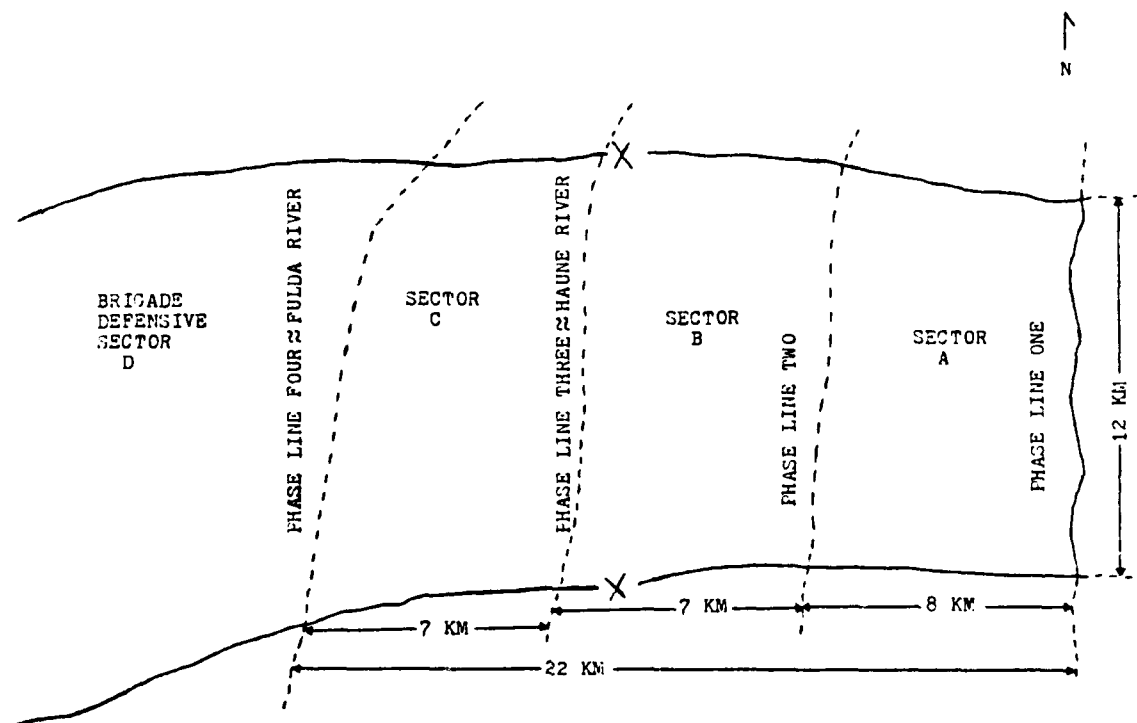 N
X
BRIGADE
DEFENSIVE
SECTOR
D
PHASE LINE FOUR≈FULDA RIVER
SECTOR
C
PHASE LINE THREE≈HAUNE RIVER
SECTOR
B
PHASE LINE TWO
SECTOR
A
PHASE LINE ONE
12 KM
X
7 KM
7 KM
8 KM
22 KM